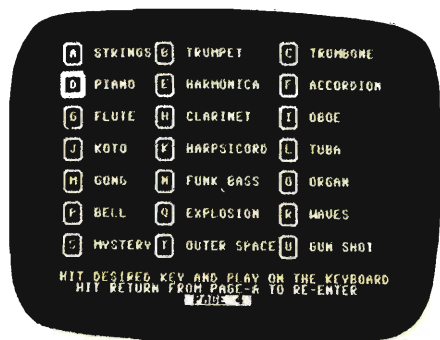 A STRINGS B TRUMPET C TROMBONE
D PIANO E HARMONICA F ACCORDION
G FLUTE H CLARINET I OBOE
J KOTO K HARPSICORD L TUBA
M GONG N FUNK BASS O ORGAN
P BELL Q EXPLOSION R WAVES
S MYSTERY T OUTER SPACE U GUN SHOT
HIT DESIRED KEY AND PLAY ON THE KEYBOARD
HIT RETURN FROM PAGE-A TO RE-ENTER
PAGE 4